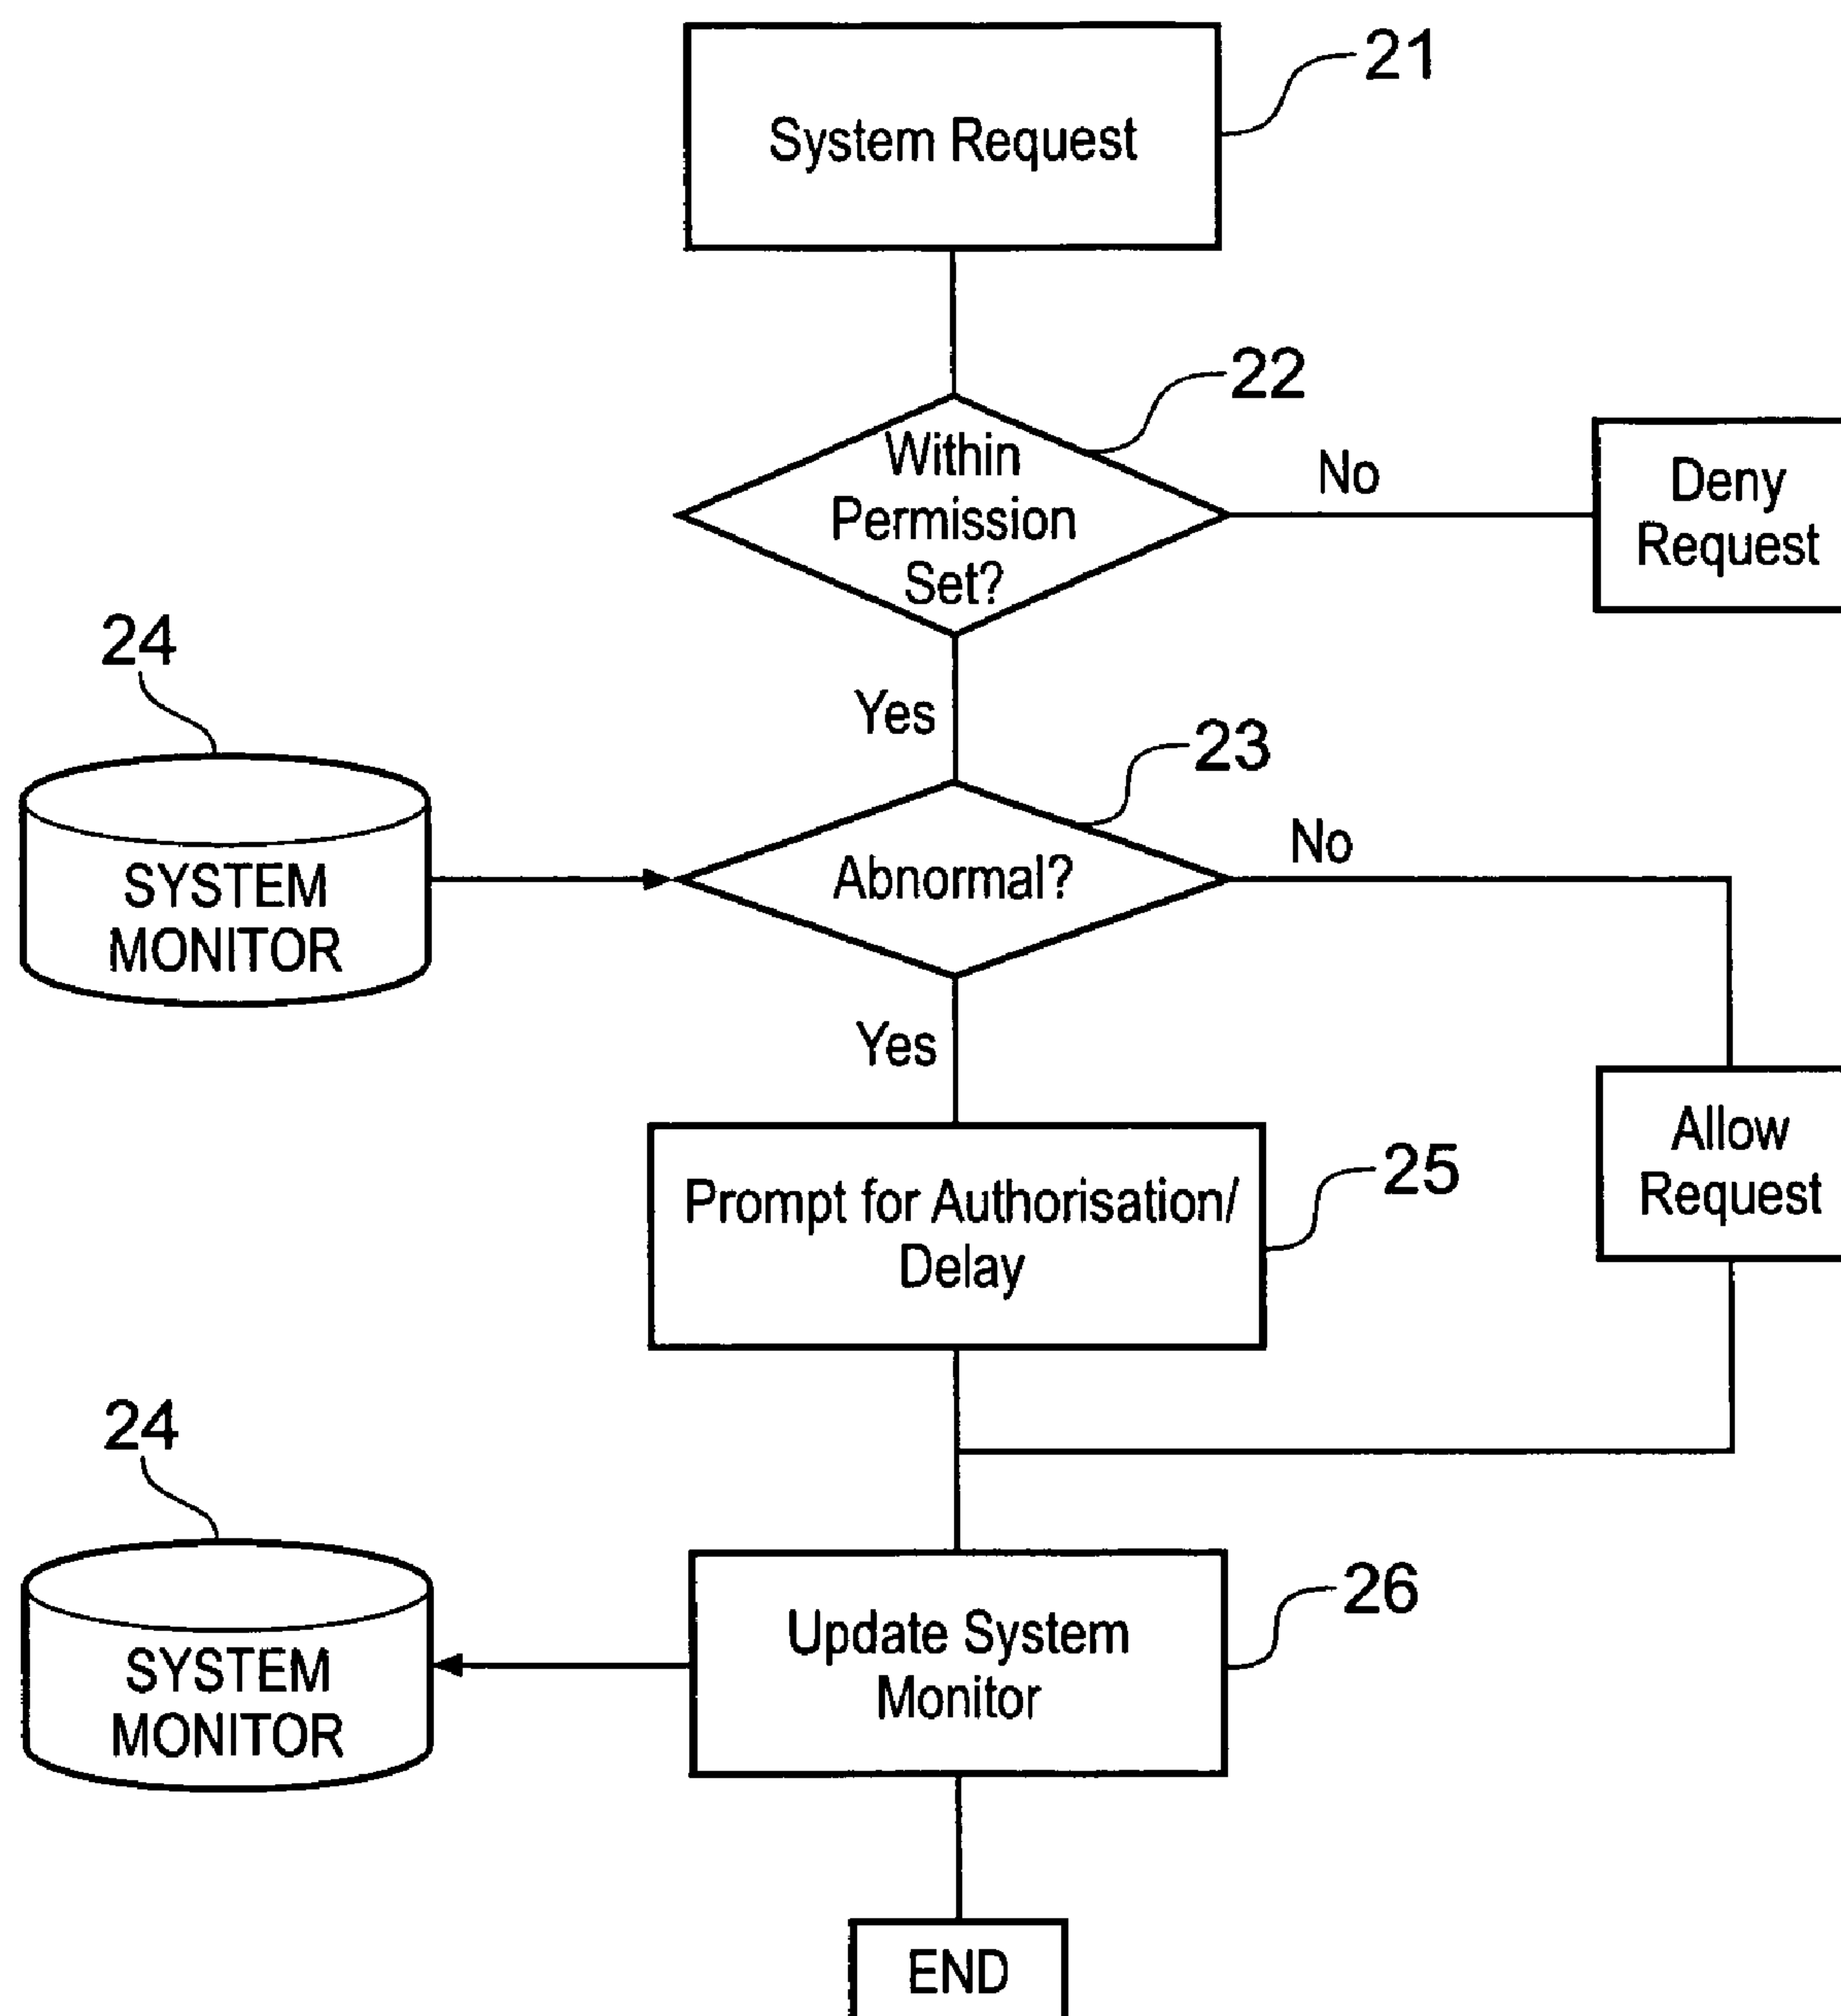 21
System Request
22
Within
Permission
Set?
No
Deny
Request
24
Yes
23
SYSTEM
MONITOR
Abnormal?
No
Yes
Allow
Request
25
Prompt for Authorisation/
Delay
24
26
SYSTEM
MONITOR
Update System
Monitor
END